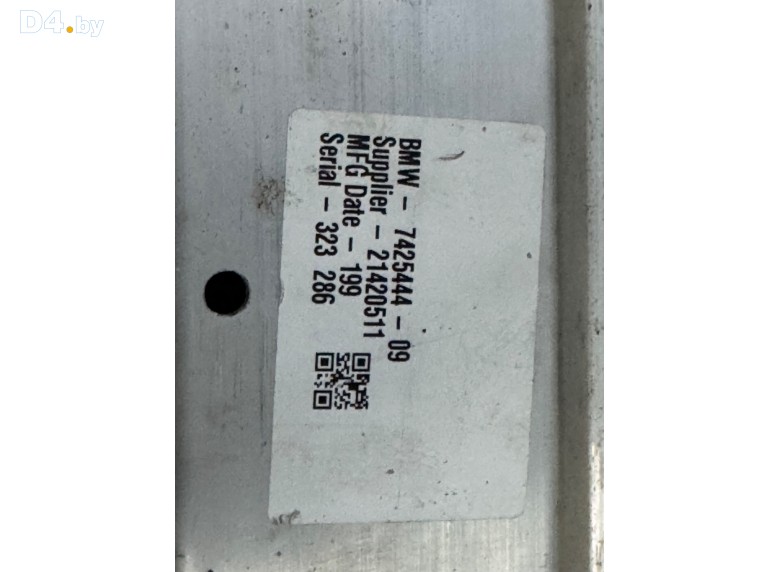 D4.by
BMW - 7425444 - 09
Supplier - 21420511
MFG Date - 199
Serial - 323 286